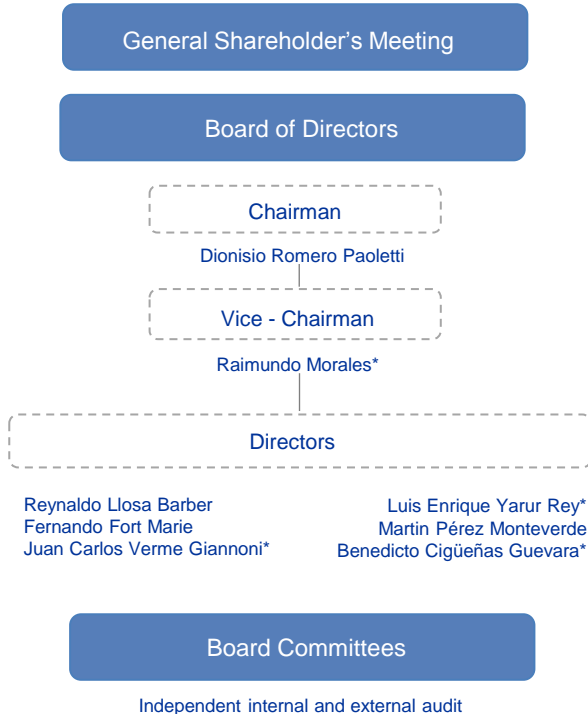 General Shareholder’s Meeting
Board of Directors
Chairman
Dionisio Romero Paoletti
Vice - Chairman
Raimundo Morales*
Directors
Reynaldo Llosa Barber
Fernando Fort Marie
Juan Carlos Verme Giannoni*
Luis Enrique Yarur Rey*
Martin Pérez Monteverde
Benedicto Cigüeñas Guevara*
Board Committees
Independent internal and external audit